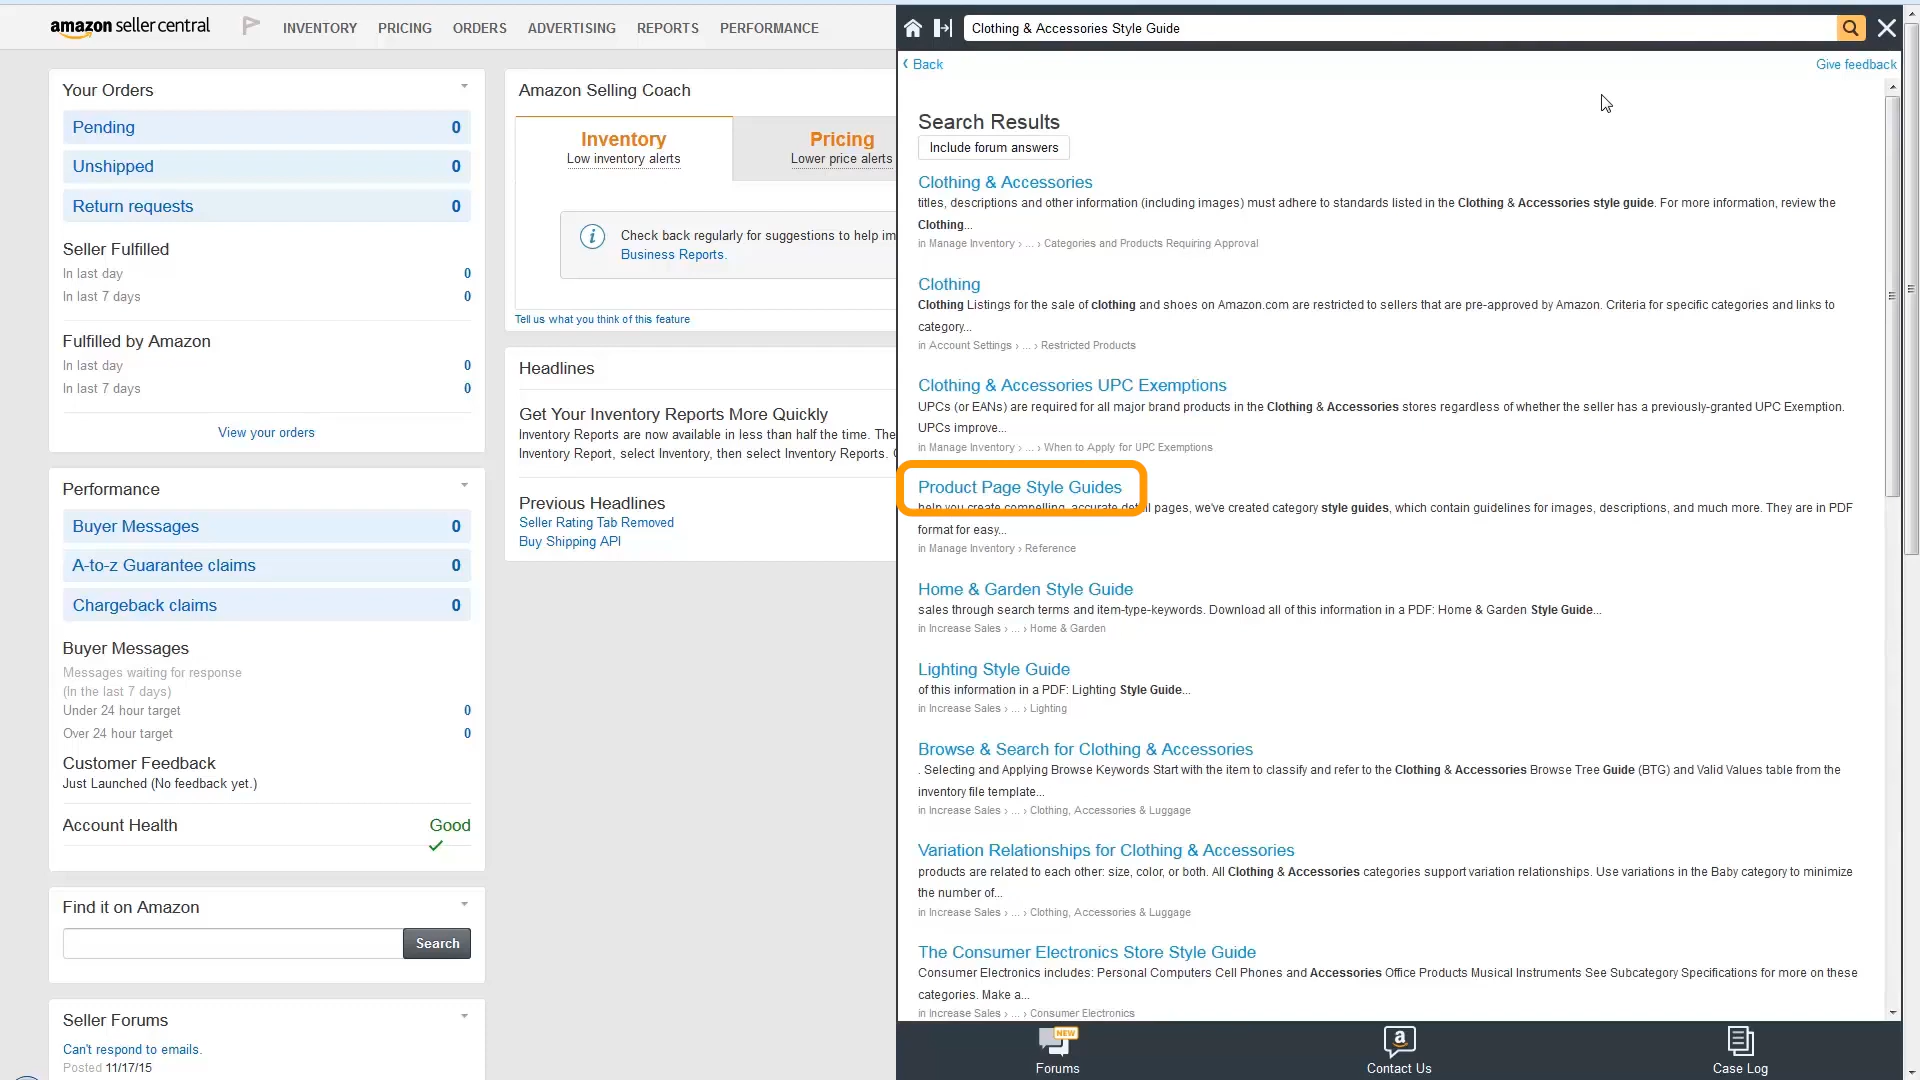 amazon seller central
INVENTORY PRICING ORDERS ADVERTISING REPORTS PERFORMANCE
Your Orders
Pending 0
Unshipped 0
Return requests 0
Seller Fulfilled
In last day 0
In last 7 days 0
Fulfilled by Amazon
In last day 0
In last 7 days 0
View your orders
Performance
Buyer Messages 0
A-to-z Guarantee claims 0
Chargeback claims 0
Buyer Messages
Messages waiting for response
(In the last 7 days)
Under 24 hour target 0
Over 24 hour target 0
Customer Feedback
Just Launched (No feedback yet.)
Account Health Good
Find it on Amazon
Search
Seller Forums
Can't respond to emails.
Posted 11/17/15
Amazon Selling Coach
Inventory
Low inventory alerts
Pricing
Lower price alerts
Check back regularly for suggestions to help im
Business Reports.
Tell us what you think of this feature
Headlines
Get Your Inventory Reports More Quickly
Inventory Reports are now available in less than half the time. The
Inventory Report, select Inventory, then select Inventory Reports.
Previous Headlines
Seller Rating Tab Removed
Buy Shipping API
Clothing & Accessories Style Guide
Back
Give feedback
Search Results
Include forum answers
Clothing & Accessories
titles, descriptions and other information (including images) must adhere to standards listed in the Clothing & Accessories style guide. For more information, review the
Clothing...
in Manage Inventory › ... › Categories and Products Requiring Approval
Clothing
Clothing Listings for the sale of clothing and shoes on Amazon.com are restricted to sellers that are pre-approved by Amazon. Criteria for specific categories and links to
category...
in Account Settings › ... › Restricted Products
Clothing & Accessories UPC Exemptions
UPCs (or EANs) are required for all major brand products in the Clothing & Accessories stores regardless of whether the seller has a previously-granted UPC Exemption.
UPCs improve...
in Manage Inventory › ... › When to Apply for UPC Exemptions
Product Page Style Guides
help you create compelling, accurate detail pages, we've created category style guides, which contain guidelines for images, descriptions, and much more. They are in PDF
format for easy...
in Manage Inventory › Reference
Home & Garden Style Guide
sales through search terms and item-type-keywords. Download all of this information in a PDF: Home & Garden Style Guide...
in Increase Sales › ... › Home & Garden
Lighting Style Guide
of this information in a PDF: Lighting Style Guide...
in Increase Sales › ... › Lighting
Browse & Search for Clothing & Accessories
. Selecting and Applying Browse Keywords Start with the item to classify and refer to the Clothing & Accessories Browse Tree Guide (BTG) and Valid Values table from the
inventory file template...
in Increase Sales › ... › Clothing, Accessories & Luggage
Variation Relationships for Clothing & Accessories
products are related to each other: size, color, or both. All Clothing & Accessories categories support variation relationships. Use variations in the Baby category to minimize
the number of...
in Increase Sales › ... › Clothing, Accessories & Luggage
The Consumer Electronics Store Style Guide
Consumer Electronics includes: Personal Computers Cell Phones and Accessories Office Products Musical Instruments See Subcategory Specifications for more on these
categories. Make a...
in Increase Sales › ... › Consumer Electronics
NEW
Forums
a
Contact Us
Case Log